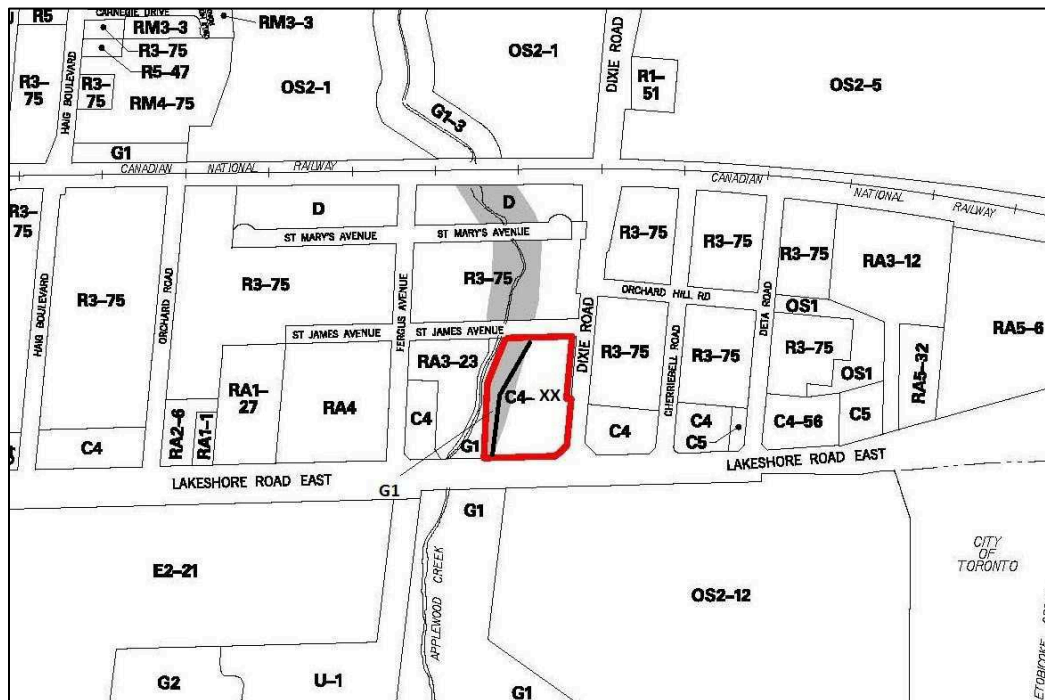 R5
CARNEGIE DRIVE
RM3–3
RM3–3
R3–75
R5–47
R3–
75
R3–
75
RM4–75
HAIG BOULEVARD
G1
OS2–1
G1–3
OS2–1
DIXIE ROAD
R1–
51
OS2–5
CANADIAN NATIONAL RAILWAY
CANADIAN NATIONAL RAILWAY
R3–
75
HAIG BOULEVARD
R3–75
ORCHARD ROAD
D
ST MARY'S AVENUE
R3–75
FERGUS AVENUE
D
ST MARY'S AVENUE
R3–75
ST JAMES AVENUE
ST JAMES AVENUE
DIXIE ROAD
R3–75
R3–75
R3–75
RA3–12
ORCHARD HILL RD
DETA ROAD
OS1
RA5–6
R3–75
CHERRIEBELL ROAD
R3–75
R3–75
OS1
RA5–32
RA1–
27
RA4
RA3–23
C4
C4– XX
G1
C4
RA2–6
RA1–1
C4
C4
C5
C4–56
C5
LAKESHORE ROAD EAST
LAKESHORE ROAD EAST
G1
G1
APPLEWOOD CREEK
E2–21
OS2–12
CITY
OF
TORONTO
G2
U–1
G1